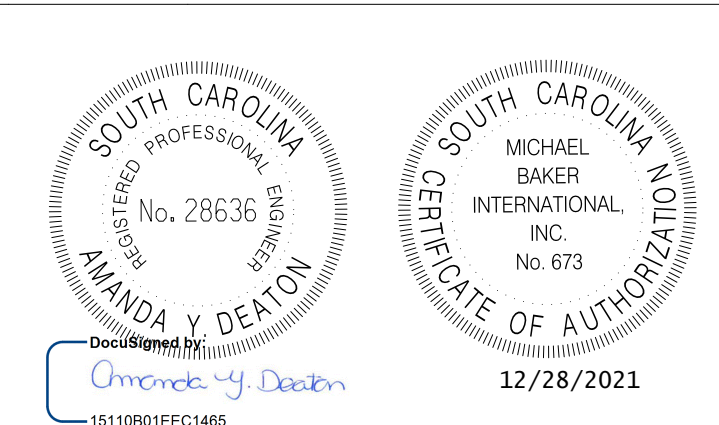 SOUTH CAROLINA
REGISTERED PROFESSIONAL ENGINEER
No. 28636
AMANDA Y DEATON
DocuSigned by:
Amanda Y. Deaton
15110B01EEC1465
SOUTH CAROLINA
MICHAEL
BAKER
INTERNATIONAL,
INC.
No. 673
CERTIFICATE OF AUTHORIZATION
12/28/2021